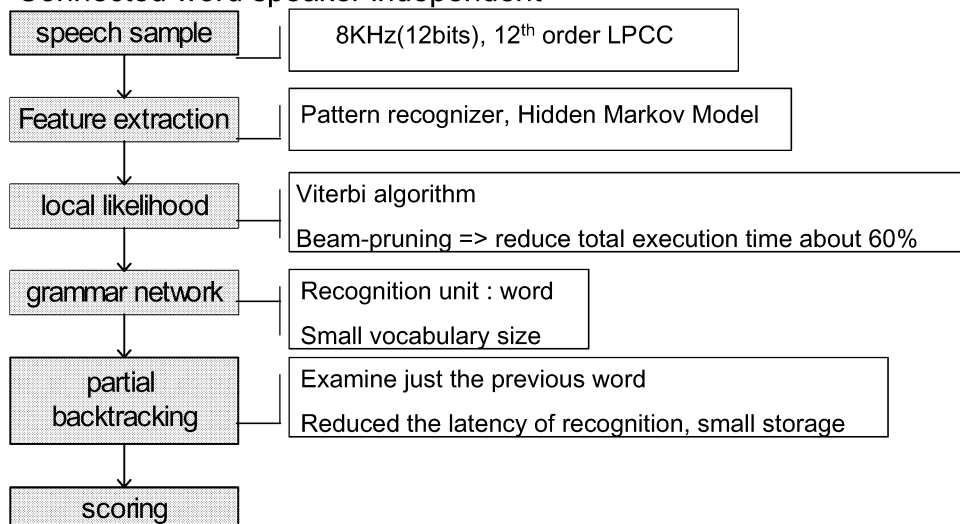 Connected word speaker independent
speech sample
8KHz(12bits), 12th order LPCC
Feature extraction
Pattern recognizer, Hidden Markov Model
local likelihood
Viterbi algorithm
Beam-pruning => reduce total execution time about 60%
grammar network
Recognition unit : word
Small vocabulary size
partial
backtracking
Examine just the previous word
Reduced the latency of recognition, small storage
scoring